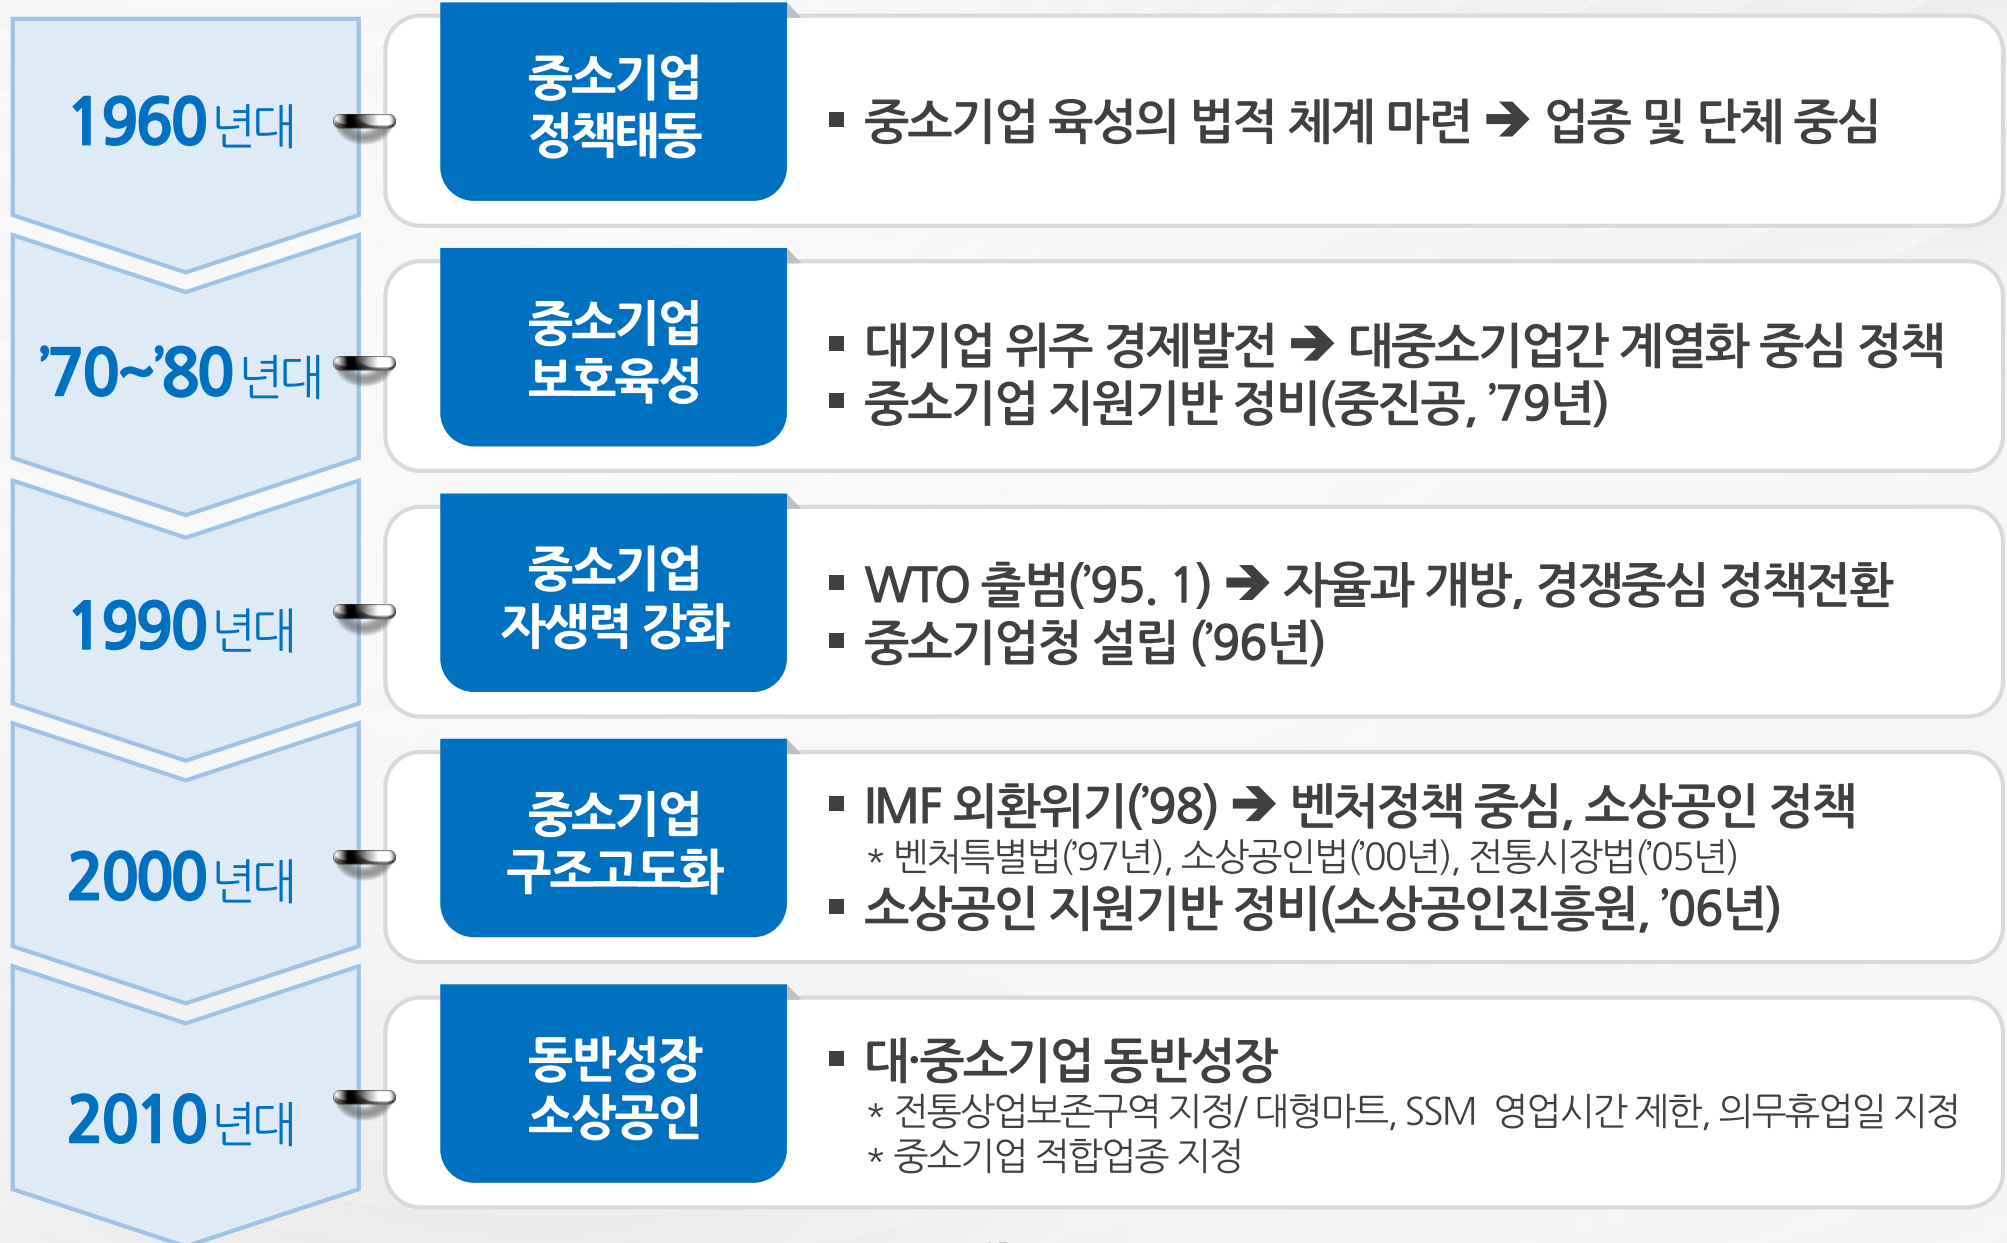 1960년대
중소기업
정책태동
▪ 중소기업 육성의 법적 체계 마련 ➔ 업종 및 단체 중심
’70~’80년대
중소기업
보호육성
▪ 대기업 위주 경제발전 ➔ 대중소기업간 계열화 중심 정책
▪ 중소기업 지원기반 정비(중진공, ’79년)
1990년대
중소기업
자생력 강화
▪ WTO 출범(’95. 1) ➔ 자율과 개방, 경쟁중심 정책전환
▪ 중소기업청 설립 (’96년)
2000년대
중소기업
구조고도화
▪ IMF 외환위기(’98) ➔ 벤처정책 중심, 소상공인 정책
* 벤처특별법(’97년), 소상공인법(’00년), 전통시장법(’05년)
▪ 소상공인 지원기반 정비(소상공인진흥원, ’06년)
2010년대
동반성장
소상공인
▪ 대·중소기업 동반성장
* 전통상업보존구역 지정/ 대형마트, SSM 영업시간 제한, 의무휴업일 지정
* 중소기업 적합업종 지정